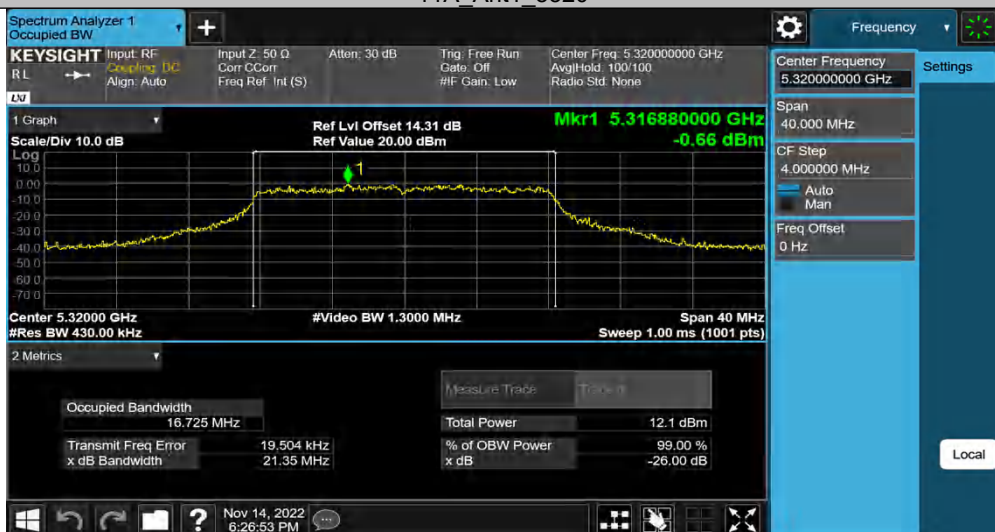 Spectrum Analyzer 1
Occupied BW
Frequency
KEYSIGHT Input: RF Input Z: 50 Ω Atten: 30 dB Trig: Free Run Center Freq: 5.320000000 GHz
RL Coupling: DC Corr CCorr Gate: Off Avg|Hold: 100/100
Align: Auto Freq Ref: Int (S) #IF Gain: Low Radio Std: None
LXI
Center Frequency
5.320000000 GHz
Settings
Span
40.000 MHz
CF Step
4.000000 MHz
Auto
Man
Freq Offset
0 Hz
Local
1 Graph
Ref Lvl Offset 14.31 dB Mkr1 5.316880000 GHz
Scale/Div 10.0 dB Ref Value 20.00 dBm -0.66 dBm
Log
10.0
0.00
-10.0
-20.0
-30.0
-40.0
-50.0
-60.0
-70.0
1
Center 5.32000 GHz #Video BW 1.3000 MHz Span 40 MHz
#Res BW 430.00 kHz Sweep 1.00 ms (1001 pts)
2 Metrics
Measure Trace
Occupied Bandwidth
16.725 MHz
Total Power 12.1 dBm
Transmit Freq Error 19.504 kHz % of OBW Power 99.00 %
x dB Bandwidth 21.35 MHz x dB -26.00 dB
?
Nov 14, 2022
6:26:53 PM